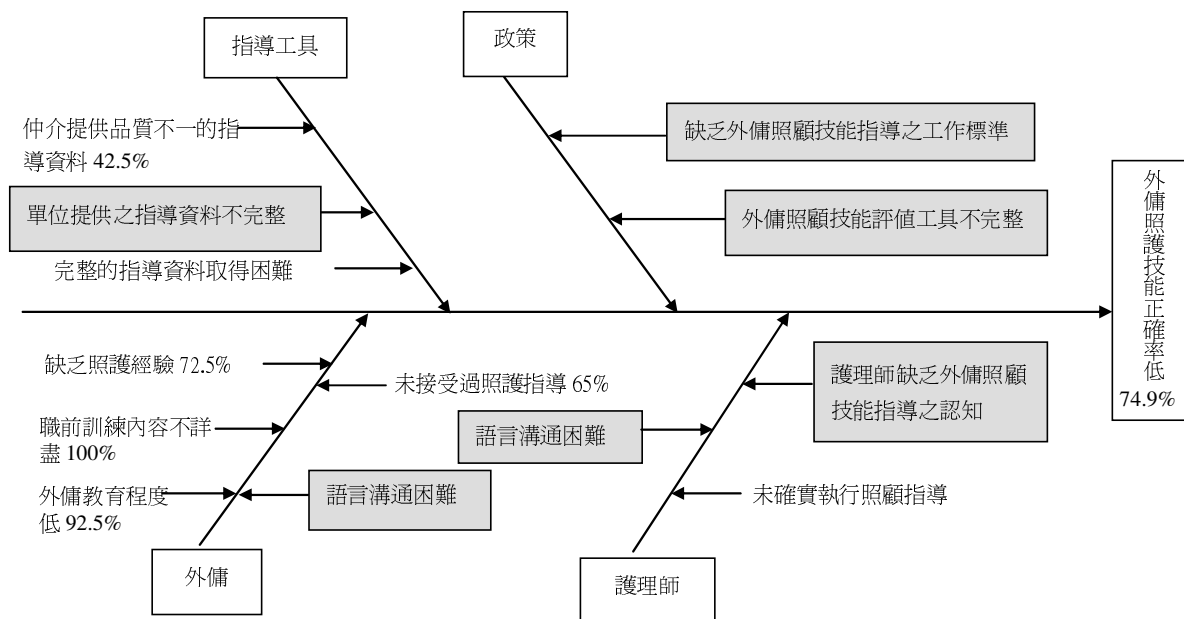 指導工具
政策
仲介提供品質不一的指
導資料 42.5%
缺乏外傭照顧技能指導之工作標準
單位提供之指導資料不完整
外傭照顧技能評值工具不完整
完整的指導資料取得困難
外傭照護技能正確率低
74.9%
缺乏照護經驗 72.5%
未接受過照護指導 65%
護理師缺乏外傭照顧
技能指導之認知
職前訓練內容不詳
盡 100%
語言溝通困難
外傭教育程度
低 92.5%
語言溝通困難
未確實執行照顧指導
外傭
護理師